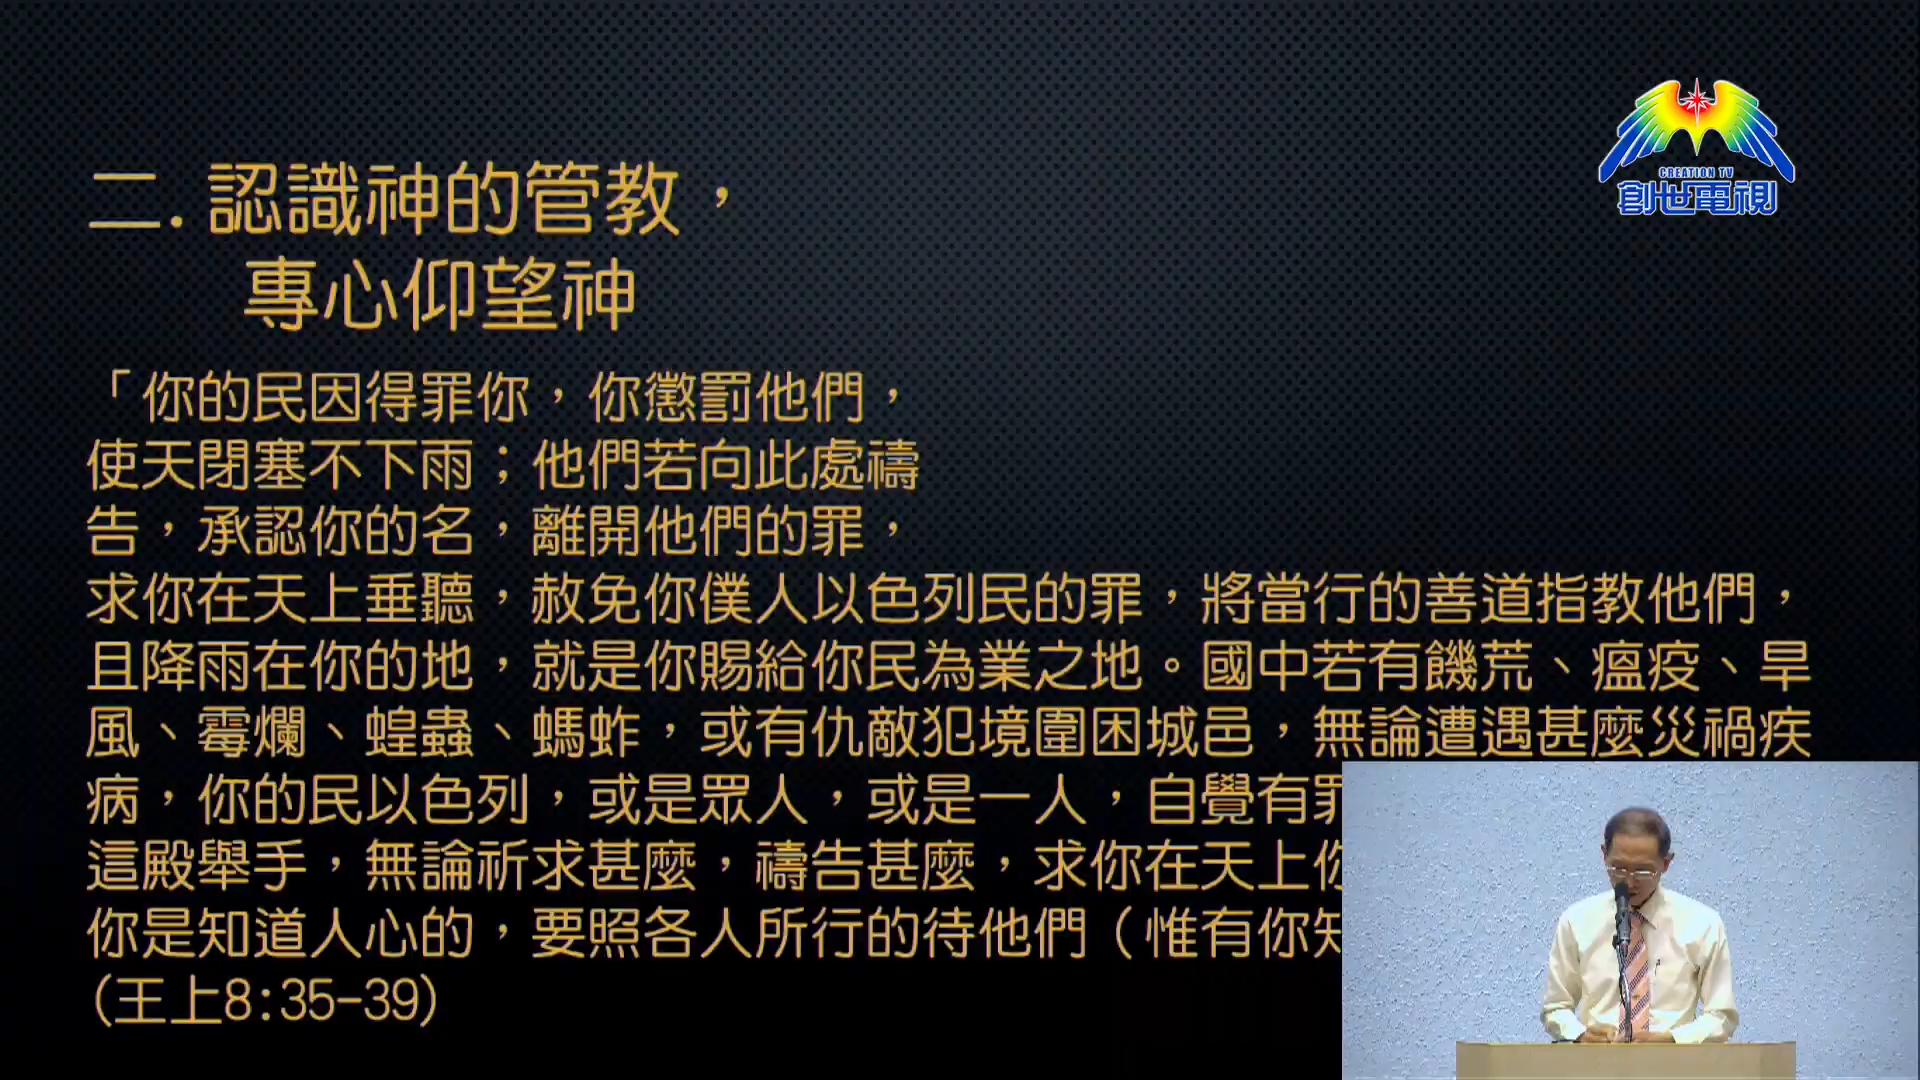 CREATION TV
創世電視
二.認識神的管教，
專心仰望神
「你的民因得罪你，你懲罰他們，
使天閉塞不下雨；他們若向此處禱
告，承認你的名，離開他們的罪，
求你在天上垂聽，赦免你僕人以色列民的罪，將當行的善道指教他們，
且降雨在你的地，就是你賜給你民為業之地。國中若有饑荒、瘟疫、旱
風、霉爛、蝗蟲、螞蚱，或有仇敵犯境圍困城邑，無論遭遇甚麼災禍疾
病，你的民以色列，或是眾人，或是一人，自覺有罪
這殿舉手，無論祈求甚麼，禱告甚麼，求你在天上你
你是知道人心的，要照各人所行的待他們（惟有你知
(王上8:35-39)